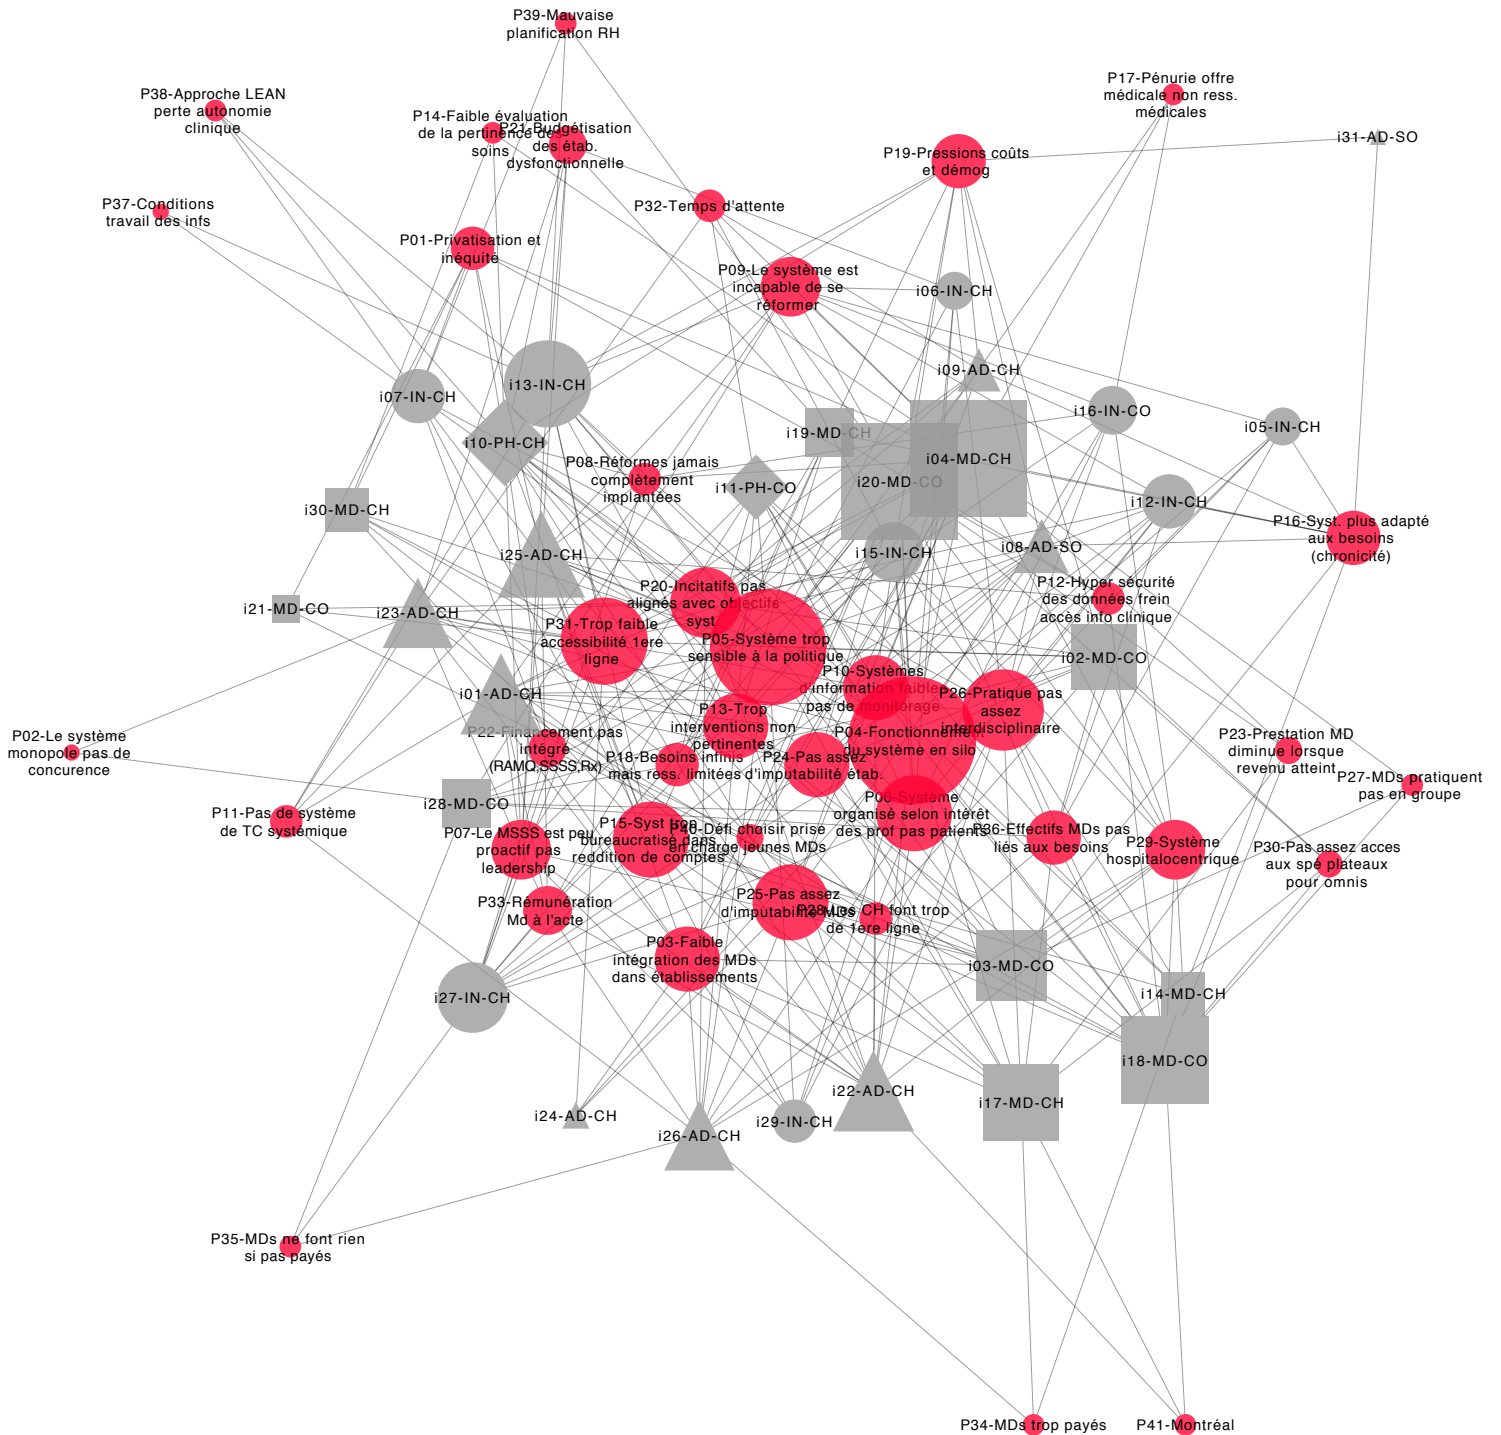 P39-Mauvaise
planification RH
P38-Approche LEAN
perte autonomie
clinique
P17-Pénurie offre
médicale non ress.
médicales
P14-Faible évaluation
de la pertinence des
soins
P21-Budgétisation
des étab.
dysfonctionnelle
i31-AD-SO
P19-Pressions coûts
et démog
P37-Conditions
travail des infs
P32-Temps d'attente
P01-Privatisation et
inéquité
P09-Le système est
incapable de se
réformer
i06-IN-CH
i09-AD-CH
i13-IN-CH
i07-IN-CH
i16-IN-CO
i05-IN-CH
i10-PH-CH
i19-MD-CH
i04-MD-CH
P08-Réformes jamais
complètement
implantées
i11-PH-CO
i20-MD-CO
i12-IN-CH
i30-MD-CH
P16-Syst. plus adapté
aux besoins
(chronicité)
i25-AD-CH
i15-IN-CH
i08-AD-SO
P12-Hyper sécurité
des données frein
accès info clinique
i21-MD-CO
i23-AD-CH
P20-Incitatifs pas
alignés avec objectifs
syst.
P31-Trop faible
accessibilité 1ere
ligne
P05-Système trop
sensible à la politique
i02-MD-CO
P10-Systèmes
d'information faible
pas de monitorage
P26-Pratique pas
assez
interdisciplinaire
i01-AD-CH
P13-Trop
interventions non
pertinentes
P04-Fonctionnement
du système en silo
P22-Financement pas
intégré
(RAMQ,SSSS,Rx)
P18-Besoins infinis
mais ress. limitées
P24-Pas assez
d'imputabilité étab.
P02-Le système
monopole pas de
concurence
P23-Prestation MD
diminue lorsque
revenu atteint
P27-MDs pratiquent
pas en groupe
i28-MD-CO
P06-Système
organisé selon intérêt
des prof pas patients
P11-Pas de système
de TC systémique
P07-Le MSSS est peu
proactif pas
leadership
P15-Syst trop
bureaucratisé dans
reddition de comptes
P40-Défi choisir prise
en charge jeunes MDs
P36-Effectifs MDs pas
liés aux besoins
P29-Système
hospitalocentrique
P30-Pas assez acces
aux spé plateaux
pour omnis
P33-Rémunération
Md à l'acte
P25-Pas assez
d'imputabilité MDs
P28-Les CH font trop
de 1ere ligne
P03-Faible
intégration des MDs
dans établissements
i03-MD-CO
i27-IN-CH
i14-MD-CH
i18-MD-CO
i22-AD-CH
i17-MD-CH
i24-AD-CH
i29-IN-CH
i26-AD-CH
P35-MDs ne font rien
si pas payés
P34-MDs trop payés
P41-Montréal